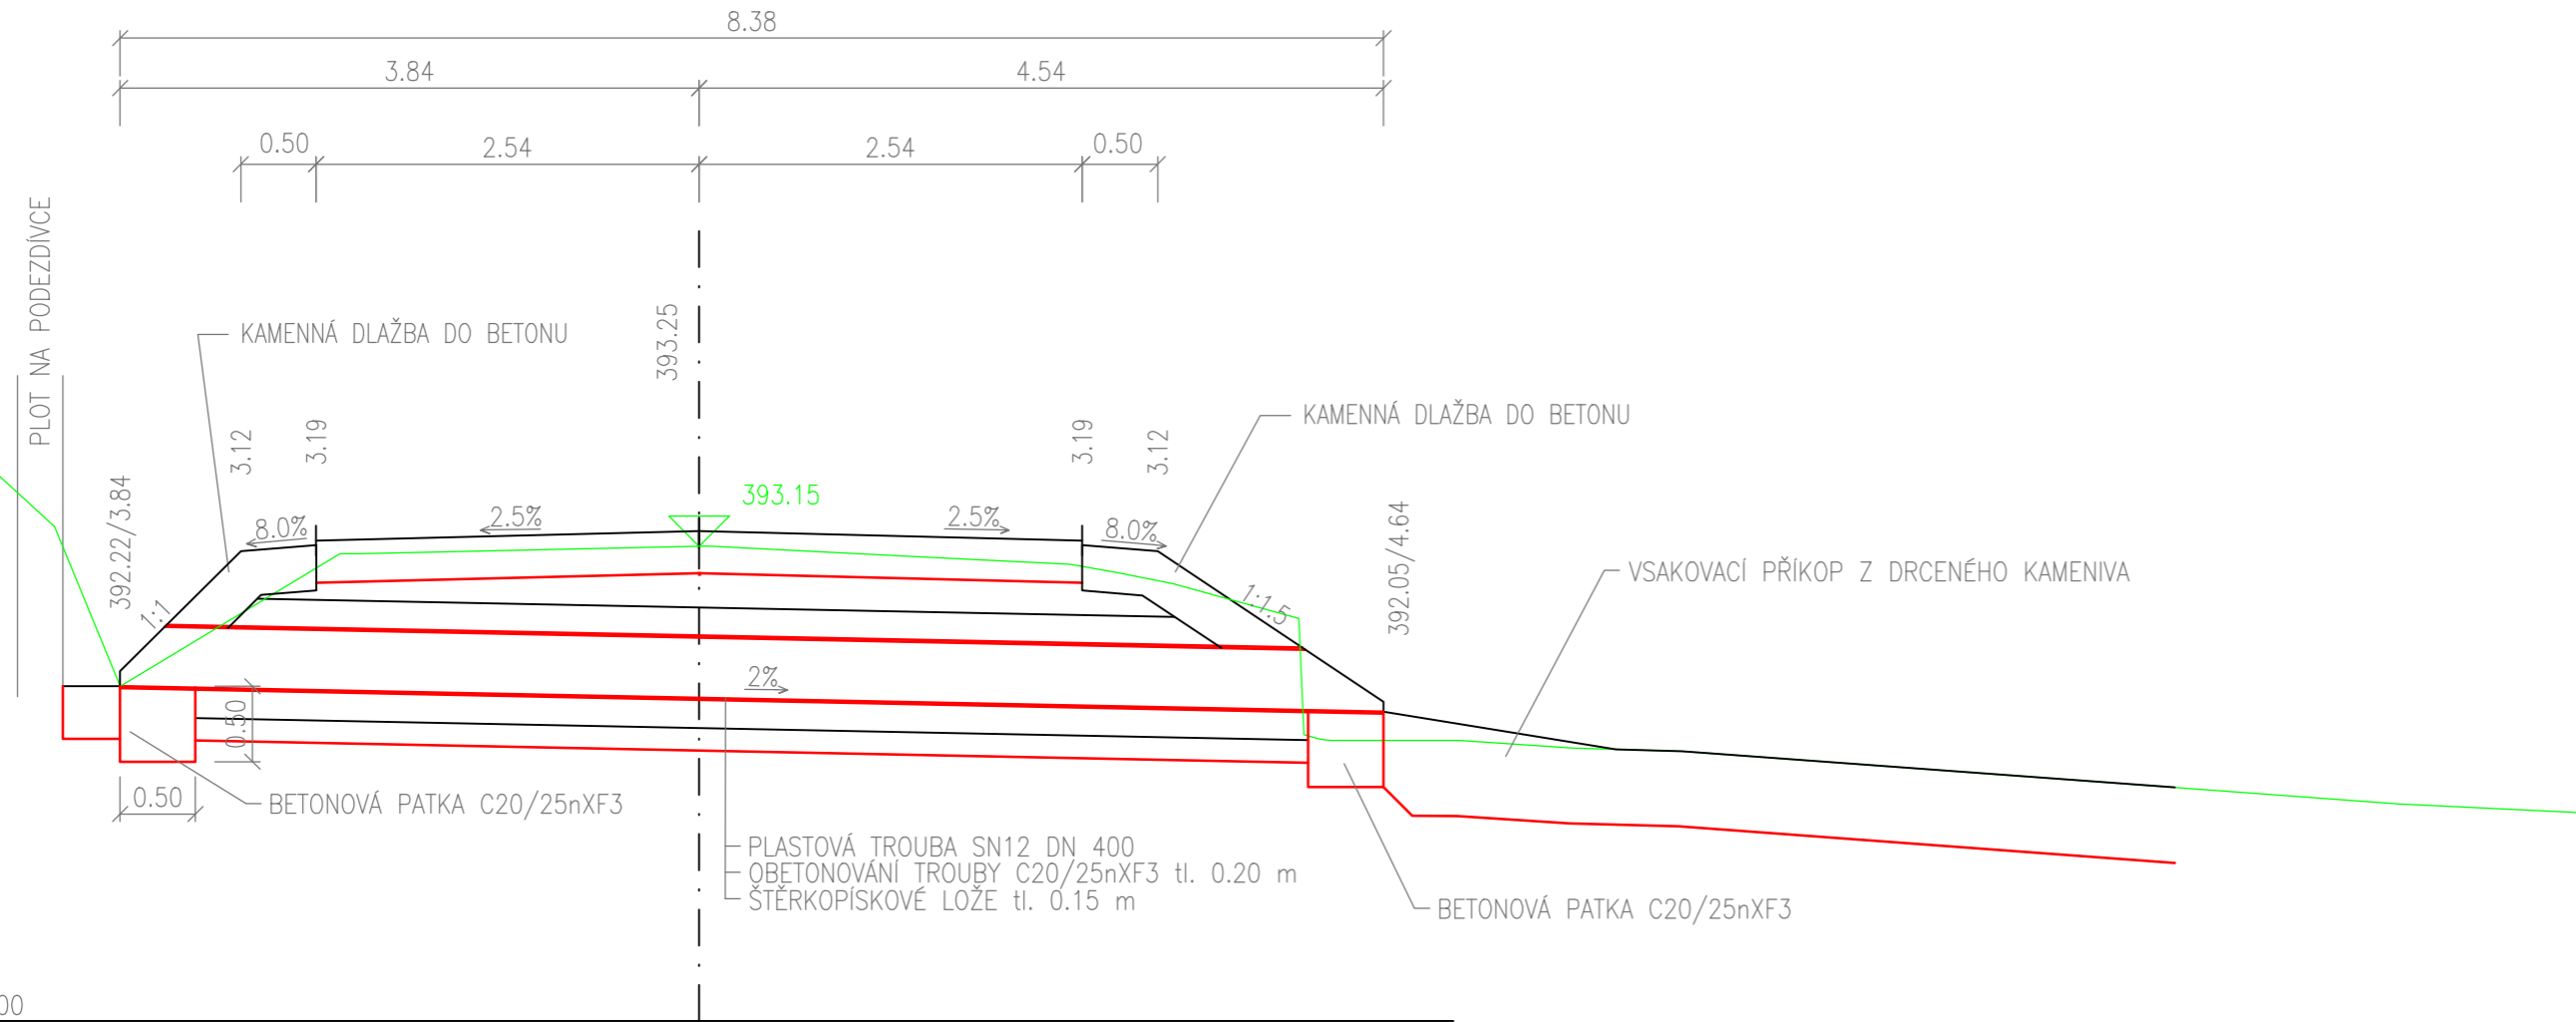 8.38
3.84
4.54
0.50
2.54
2.54
0.50
PLOT NA PODEZDÍVCE
KAMENNÁ DLAŽBA DO BETONU
393.25
KAMENNÁ DLAŽBA DO BETONU
3.12
3.19
3.19
3.12
392.22/3.84
393.15
392.05/4.64
8.0%
2.5%
2.5%
8.0%
VSAKOVACÍ PŘÍKOP Z DRCENÉHO KAMENIVA
1:1
1:1.5
2%
0.50
0.50
BETONOVÁ PATKA C20/25nXF3
PLASTOVÁ TROUBA SN12 DN 400
OBETONOVÁNÍ TROUBY C20/25nXF3 tl. 0.20 m
ŠTĚRKOPÍSKOVÉ LOŽE tl. 0.15 m
BETONOVÁ PATKA C20/25nXF3
00